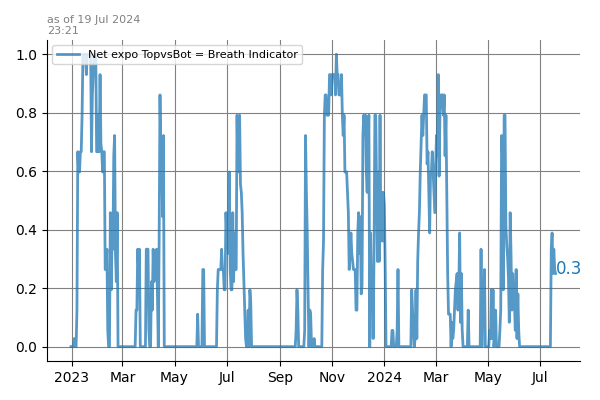 as of 19 Jul 2024
23:21
Net expo TopvsBot = Breath Indicator
1.0
0.8
0.6
0.4
0.2
0.0
0.3
2023 Mar May Jul Sep Nov 2024 Mar May Jul